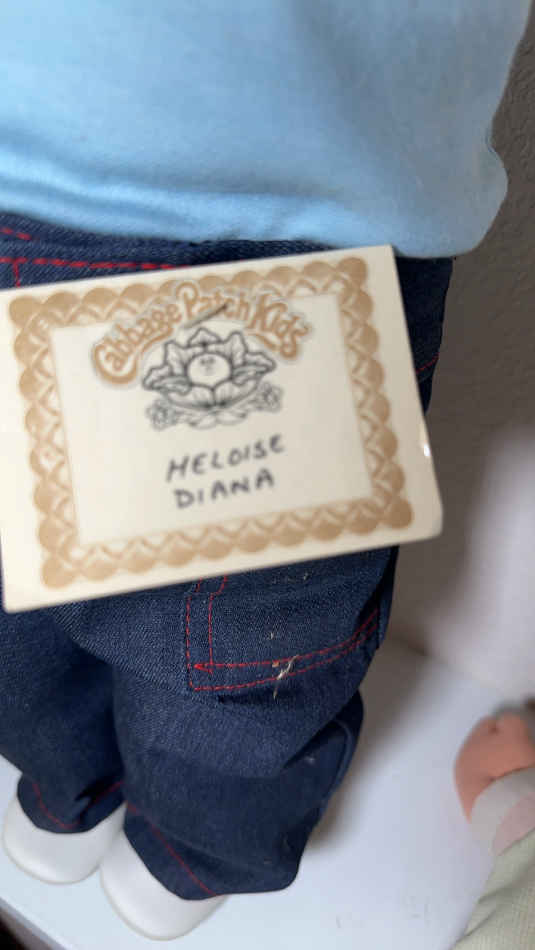 Cabbage Patch Kids
HELOISE
DIANA